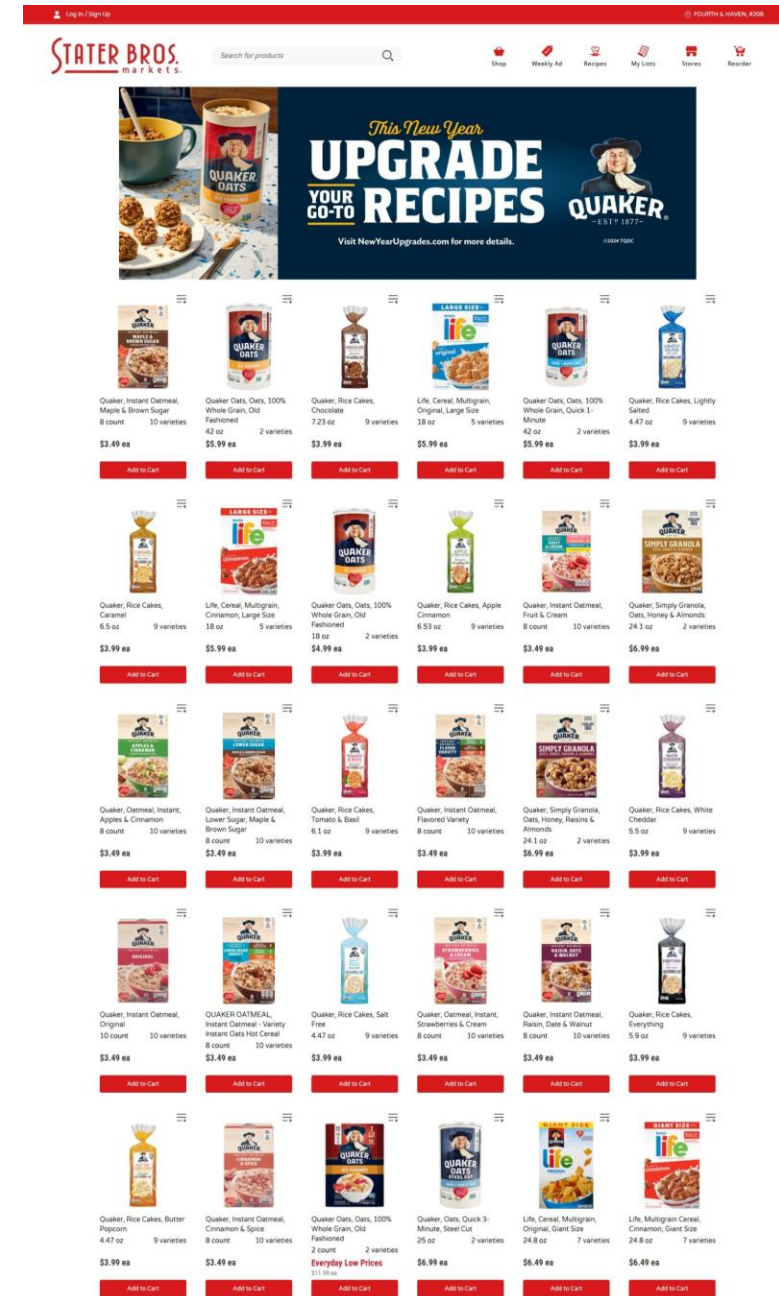 Log In / Sign Up
FOURTH & HAVEN, #208
STATER BROS.
markets.
Search for products
Shop
Weekly Ad
Recipes
My Lists
Stores
Reorder
This New Year
UPGRADE
YOUR
GO-TO
RECIPES
Visit NewYearUpgrades.com for more details.
QUAKER
QUAKER
OATS
Quaker, Instant Oatmeal,
Maple & Brown Sugar
8 count 10 varieties
$3.49 ea
Add to Cart
Quaker Oats, Oats, 100%
Whole Grain, Old
Fashioned
42 oz 2 varieties
$5.99 ea
Add to Cart
Quaker, Rice Cakes,
Chocolate
7.23 oz 9 varieties
$3.99 ea
Add to Cart
Life, Cereal, Multigrain,
Original, Large Size
18 oz 5 varieties
$5.99 ea
Add to Cart
Quaker Oats, Oats, 100%
Whole Grain, Quick 1-
Minute
42 oz 2 varieties
$5.99 ea
Add to Cart
Quaker, Rice Cakes, Lightly
Salted
4.47 oz 9 varieties
$3.99 ea
Add to Cart
Quaker, Rice Cakes,
Caramel
6.5 oz 9 varieties
$3.99 ea
Add to Cart
Life, Cereal, Multigrain,
Cinnamon, Large Size
18 oz 5 varieties
$5.99 ea
Add to Cart
Quaker Oats, Oats, 100%
Whole Grain, Old
Fashioned
18 oz 2 varieties
$4.99 ea
Add to Cart
Quaker, Rice Cakes, Apple
Cinnamon
6.53 oz 9 varieties
$3.99 ea
Add to Cart
Quaker, Instant Oatmeal,
Fruit & Cream
8 count 10 varieties
$3.49 ea
Add to Cart
Quaker, Simply Granola,
Oats, Honey & Almonds
24.1 oz 2 varieties
$6.99 ea
Add to Cart
Quaker, Oatmeal, Instant,
Apples & Cinnamon
8 count 10 varieties
$3.49 ea
Add to Cart
Quaker, Instant Oatmeal,
Lower Sugar, Maple &
Brown Sugar
8 count 10 varieties
$3.49 ea
Add to Cart
Quaker, Rice Cakes,
Tomato & Basil
6.1 oz 9 varieties
$3.99 ea
Add to Cart
Quaker, Instant Oatmeal,
Flavored Variety
8 count 10 varieties
$3.49 ea
Add to Cart
Quaker, Simply Granola,
Oats, Honey, Raisins &
Almonds
24.1 oz 2 varieties
$6.99 ea
Add to Cart
Quaker, Rice Cakes, White
Cheddar
5.5 oz 9 varieties
$3.99 ea
Add to Cart
Quaker, Instant Oatmeal,
Original
10 count 10 varieties
$3.49 ea
Add to Cart
QUAKER OATMEAL,
Instant Oatmeal - Variety
Instant Oats Hot Cereal
8 count 10 varieties
$3.49 ea
Add to Cart
Quaker, Rice Cakes, Salt
Free
4.47 oz 9 varieties
$3.99 ea
Add to Cart
Quaker, Oatmeal, Instant,
Strawberries & Cream
8 count 10 varieties
$3.49 ea
Add to Cart
Quaker, Instant Oatmeal,
Raisin, Date & Walnut
8 count 10 varieties
$3.49 ea
Add to Cart
Quaker, Rice Cakes,
Everything
5.9 oz 9 varieties
$3.99 ea
Add to Cart
Quaker, Rice Cakes, Butter
Popcorn
4.47 oz 9 varieties
$3.99 ea
Add to Cart
Quaker, Instant Oatmeal,
Cinnamon & Spice
8 count 10 varieties
$3.49 ea
Add to Cart
Quaker Oats, Oats, 100%
Whole Grain, Old
Fashioned
2 count 2 varieties
Everyday Low Prices
$11.99 ea
Add to Cart
Quaker, Oats, Quick 3-
Minute, Steel Cut
25 oz 2 varieties
$6.99 ea
Add to Cart
Life, Cereal, Multigrain,
Original, Giant Size
24.8 oz 7 varieties
$6.49 ea
Add to Cart
Life, Multigrain Cereal,
Cinnamon, Giant Size
24.8 oz 7 varieties
$6.49 ea
Add to Cart